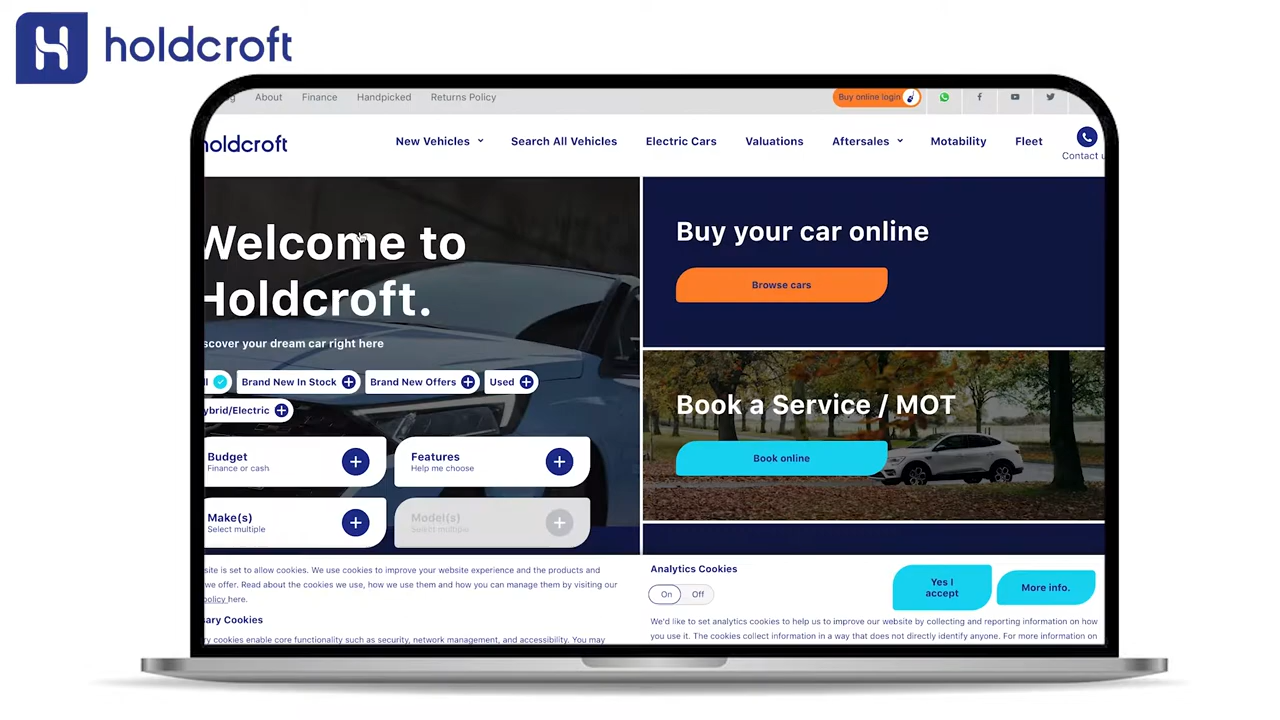 holdcroft
About Finance Handpicked Returns Policy Buy online login
holdcroft
New Vehicles Search All Vehicles Electric Cars Valuations Aftersales Motability Fleet
Contact u
Welcome to
Holdcroft.
scover your dream car right here
Brand New In Stock Brand New Offers Used
ybrid/Electric
Budget
Finance or cash
Features
Help me choose
Make(s)
Select multiple
Model(s)
Select multiple
Buy your car online
Browse cars
Book a Service / MOT
Book online
site is set to allow cookies. We use cookies to improve your website experience and the products and
we offer. Read about the cookies we use, how we use them and how you can manage them by visiting our
policy here.
sary Cookies
ry cookies enable core functionality such as security, network management, and accessibility. You may
Analytics Cookies
On Off
Yes I
accept
More info.
We'd like to set analytics cookies to help us to improve our website by collecting and reporting information on how
you use it. The cookies collect information in a way that does not directly identify anyone. For more information on